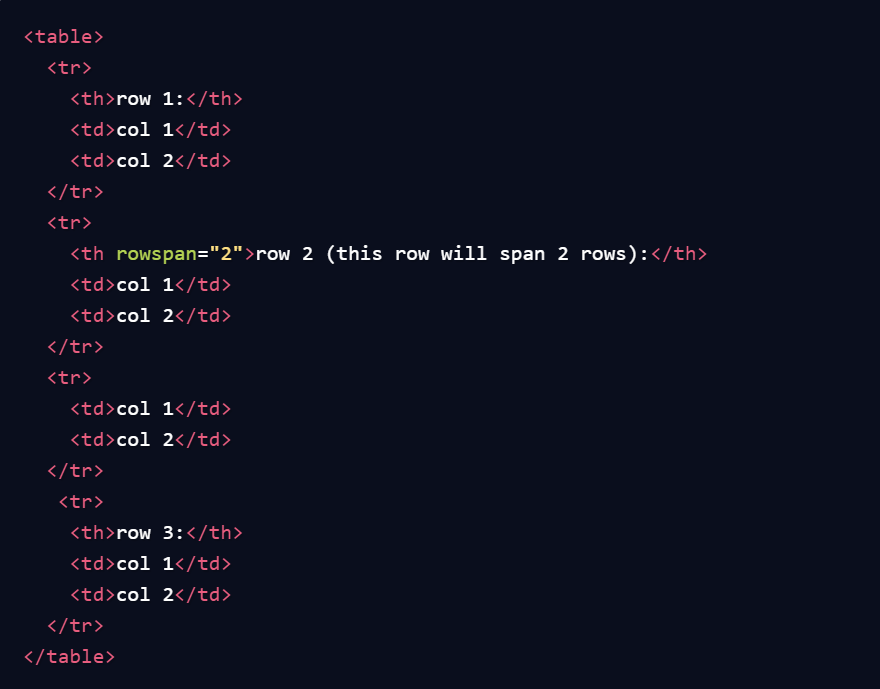 <table>
  <tr>
    <th>row 1:</th>
    <td>col 1</td>
    <td>col 2</td>
  </tr>
  <tr>
    <th rowspan="2">row 2 (this row will span 2 rows):</th>
    <td>col 1</td>
    <td>col 2</td>
  </tr>
  <tr>
    <td>col 1</td>
    <td>col 2</td>
  </tr>
   <tr>
    <th>row 3:</th>
    <td>col 1</td>
    <td>col 2</td>
  </tr>
</table>